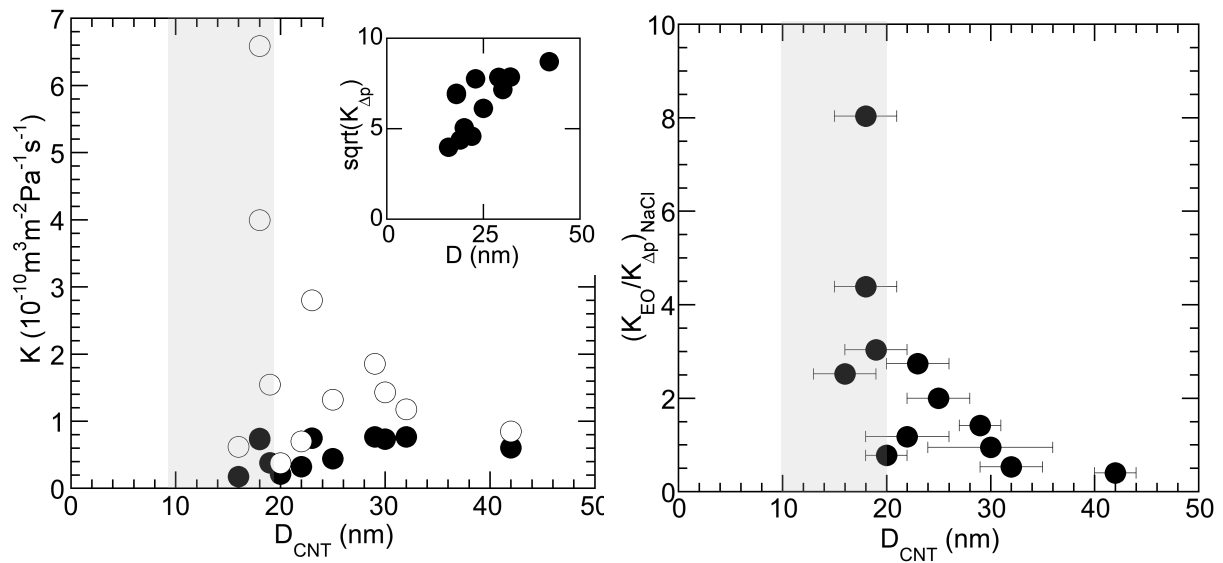 7
6
5
4
3
2
1
0
K (10⁻¹⁰m³m⁻²Pa⁻¹s⁻¹)
0 10 20 30 40 50
D_CNT (nm)
10
5
0
sqrt(K_Δp)
0 25 50
D (nm)
10
8
6
4
2
0
(K_EO/K_Δp)_NaCl
0 10 20 30 40 50
D_CNT (nm)